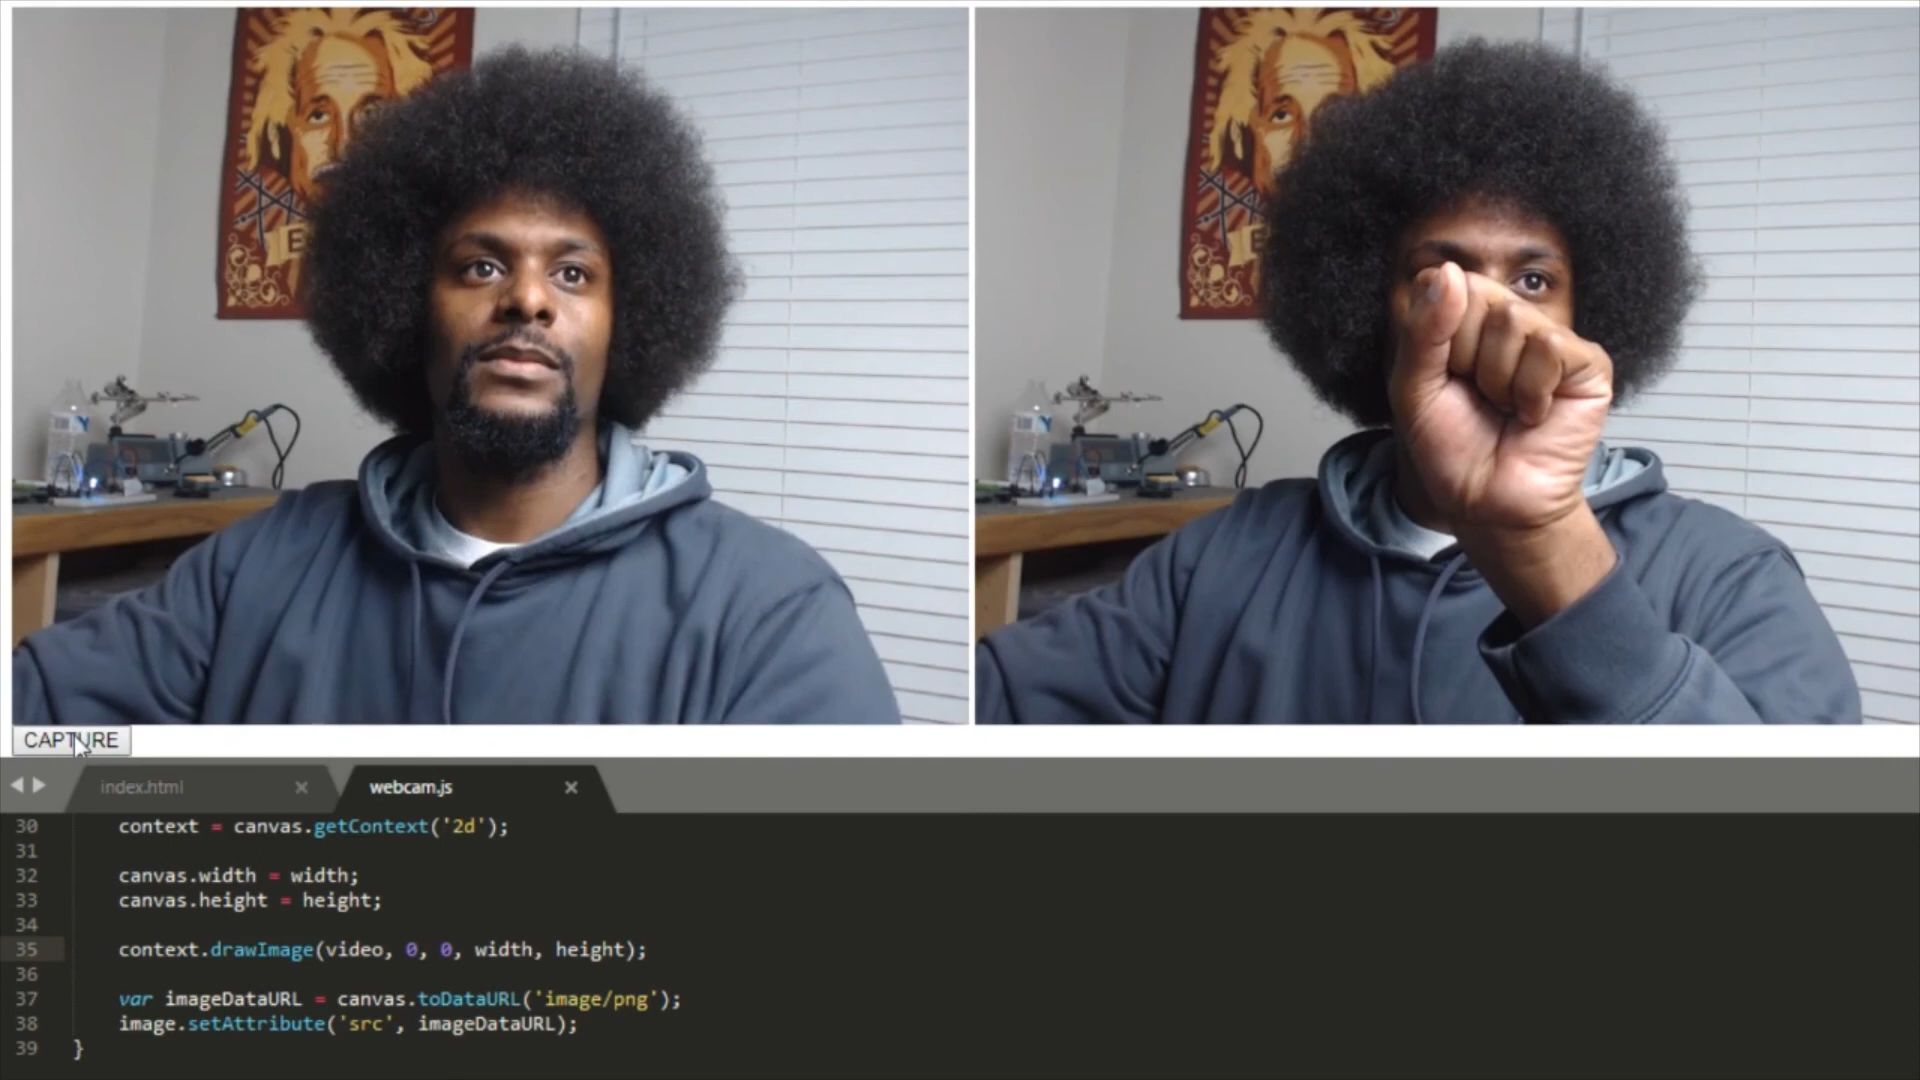 E
E
CAPTURE
index.html
webcam.js
30 context = canvas.getContext('2d');
31
32 canvas.width = width;
33 canvas.height = height;
34
35 context.drawImage(video, 0, 0, width, height);
36
37 var imageDataURL = canvas.toDataURL('image/png');
38 image.setAttribute('src', imageDataURL);
39 }